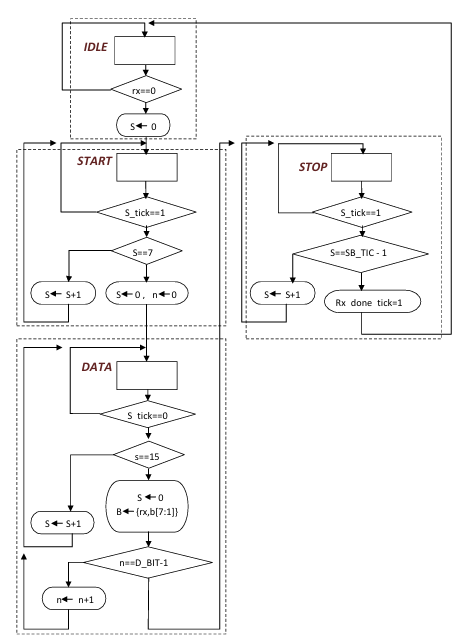 IDLE
rx==0
S← 0
START
S_tick==1
S==7
S← S+1
S←0 , n←0
STOP
S_tick==1
S==SB_TIC - 1
S← S+1
Rx done tick=1
DATA
S tick==0
s==15
S ←0
B←{rx,b[7:1]}
S← S+1
n==D_BIT-1
n← n+1